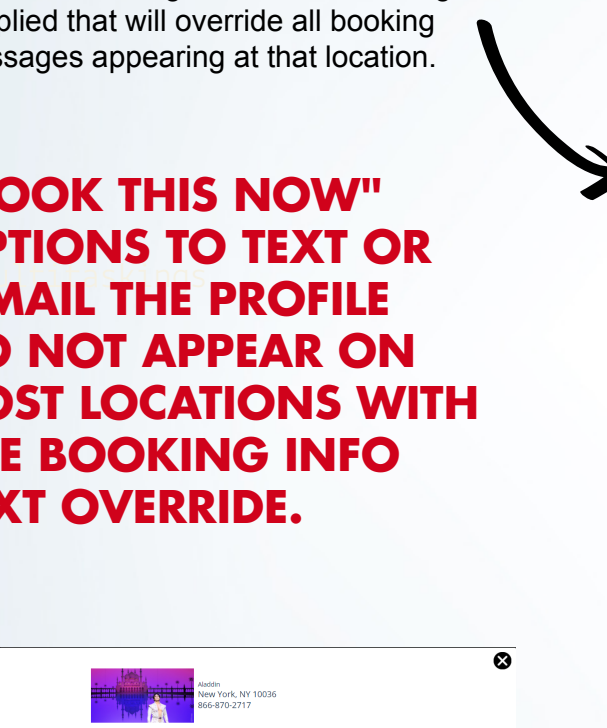 plied that will override all booking
ssages appearing at that location.
OOK THIS NOW"
PTIONS TO TEXT OR
MAIL THE PROFILE
O NOT APPEAR ON
OST LOCATIONS WITH
E BOOKING INFO
XT OVERRIDE.
Aladdin
New York, NY 10036
866-870-2717